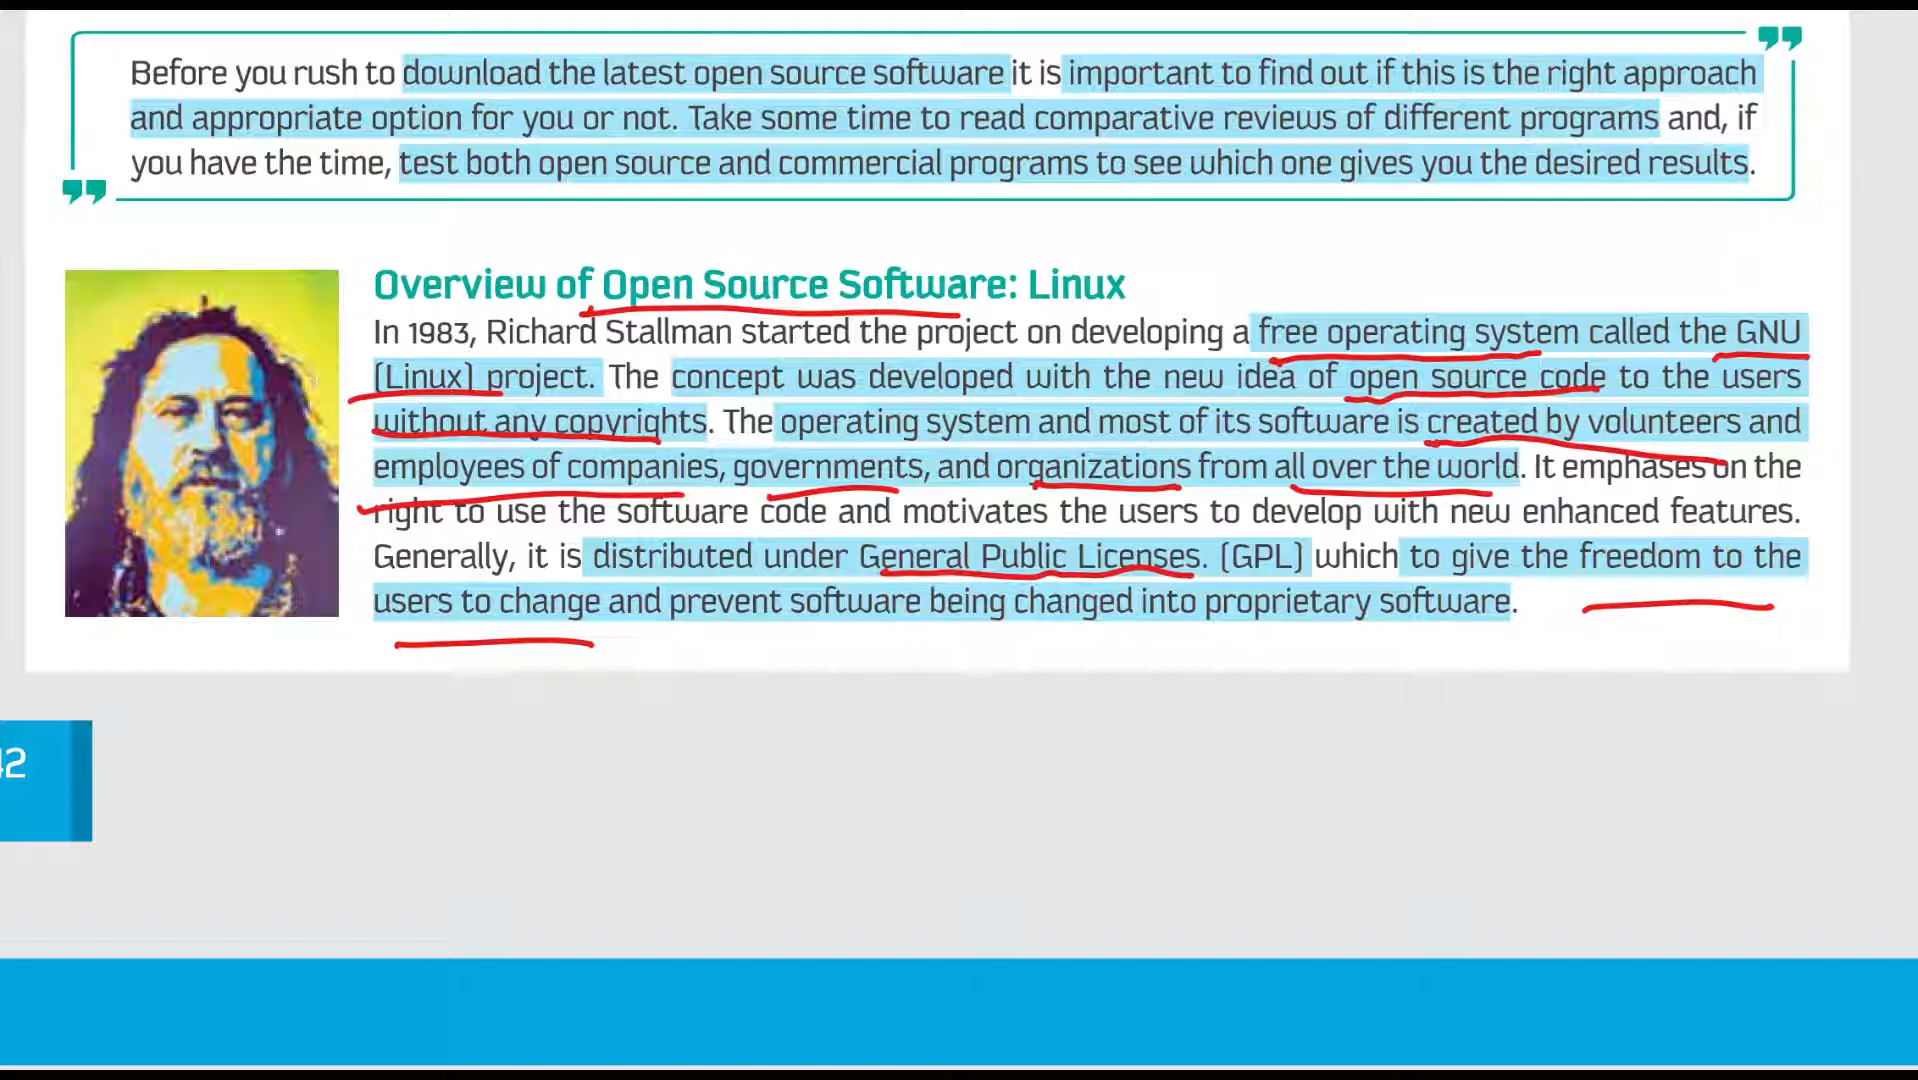 Before you rush to download the latest open source software it is important to find out if this is the right approach
and appropriate option for you or not. Take some time to read comparative reviews of different programs and, if
you have the time, test both open source and commercial programs to see which one gives you the desired results.
Overview of Open Source Software: Linux
In 1983, Richard Stallman started the project on developing a free operating system called the GNU
(Linux) project. The concept was developed with the new idea of open source code to the users
without any copyrights. The operating system and most of its software is created by volunteers and
employees of companies, governments, and organizations from all over the world. It emphases on the
right to use the software code and motivates the users to develop with new enhanced features.
Generally, it is distributed under General Public Licenses. (GPL) which to give the freedom to the
users to change and prevent software being changed into proprietary software.